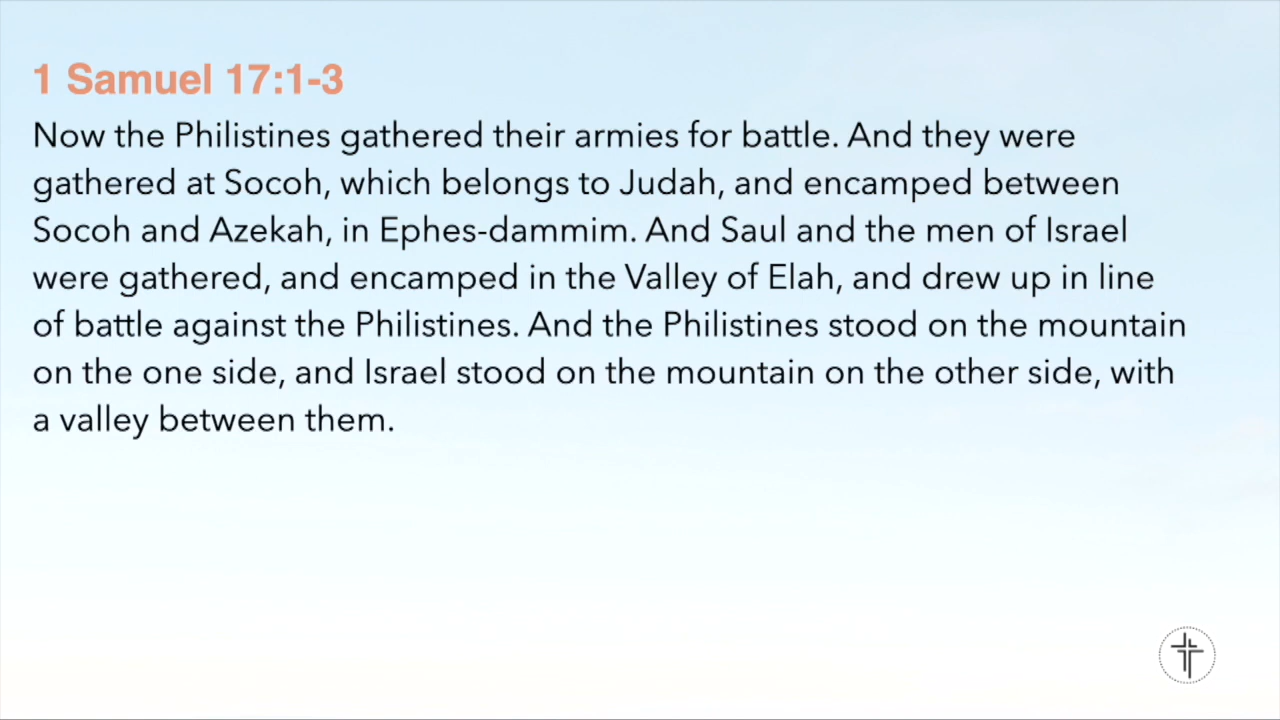 1 Samuel 17:1-3
Now the Philistines gathered their armies for battle. And they were
gathered at Socoh, which belongs to Judah, and encamped between
Socoh and Azekah, in Ephes-dammim. And Saul and the men of Israel
were gathered, and encamped in the Valley of Elah, and drew up in line
of battle against the Philistines. And the Philistines stood on the mountain
on the one side, and Israel stood on the mountain on the other side, with
a valley between them.